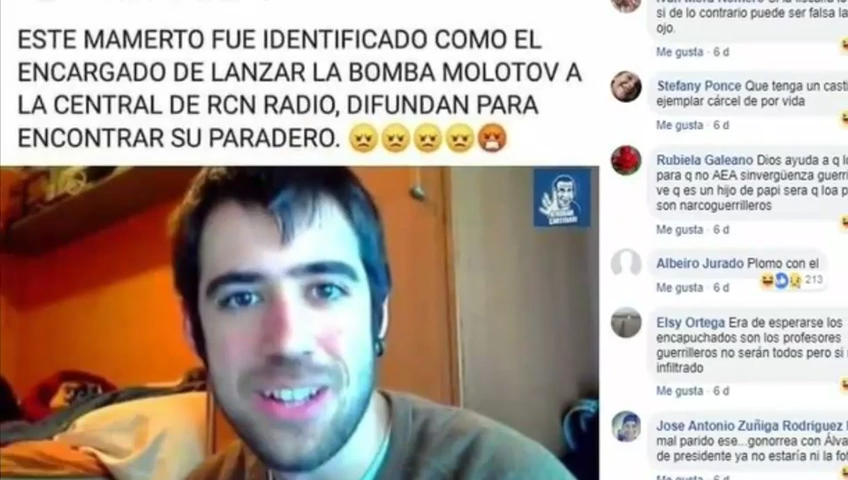 ESTE MAMERTO FUE IDENTIFICADO COMO EL
ENCARGADO DE LANZAR LA BOMBA MOLOTOV A
LA CENTRAL DE RCN RADIO, DIFUNDAN PARA
ENCONTRAR SU PARADERO.
si de lo contrario puede ser falsa la
ojo.
Me gusta · 6 d
Stefany Ponce Que tenga un casti
ejemplar cárcel de por vida
Me gusta · 6 d
Rubiela Galeano Dios ayuda a q lo
para q no AEA sinvergüenza guerri
ve q es un hijo de papi sera q loa p
son narcoguerrilleros
Me gusta · 6 d
Albeiro Jurado Plomo con el
213
Me gusta · 6 d
Elsy Ortega Era de esperarse los
encapuchados son los profesores
guerrilleros no serán todos pero si
infiltrado
Me gusta · 6 d
Jose Antonio Zuñiga Rodriguez
mal parido ese...gonorrea con Álva
de presidente ya no estaría ni la fot
Me gusta · 6 d